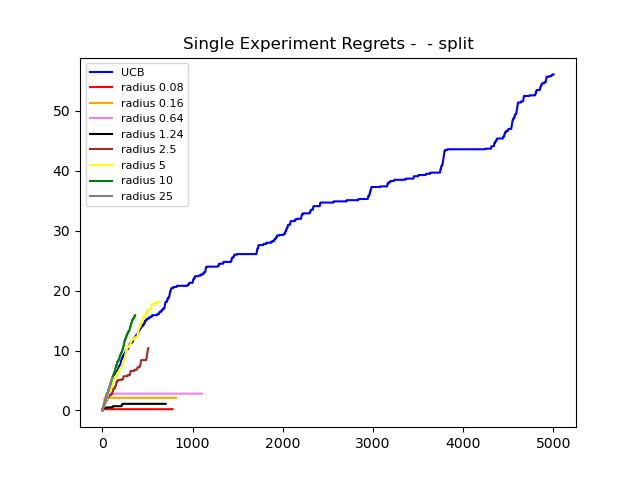 Single Experiment Regrets -  - split
UCB
radius 0.08
radius 0.16
radius 0.64
radius 1.24
radius 2.5
radius 5
radius 10
radius 25
50
40
30
20
10
0
0 1000 2000 3000 4000 5000